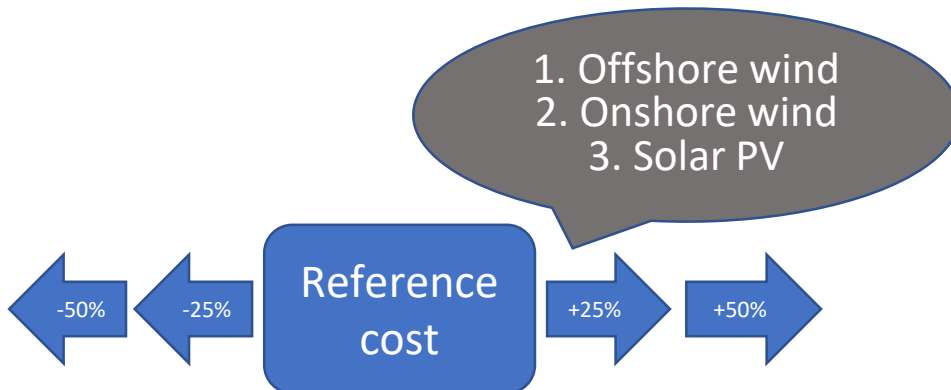 1. Offshore wind
2. Onshore wind
3. Solar PV
-50%
-25%
Reference
cost
+25%
+50%